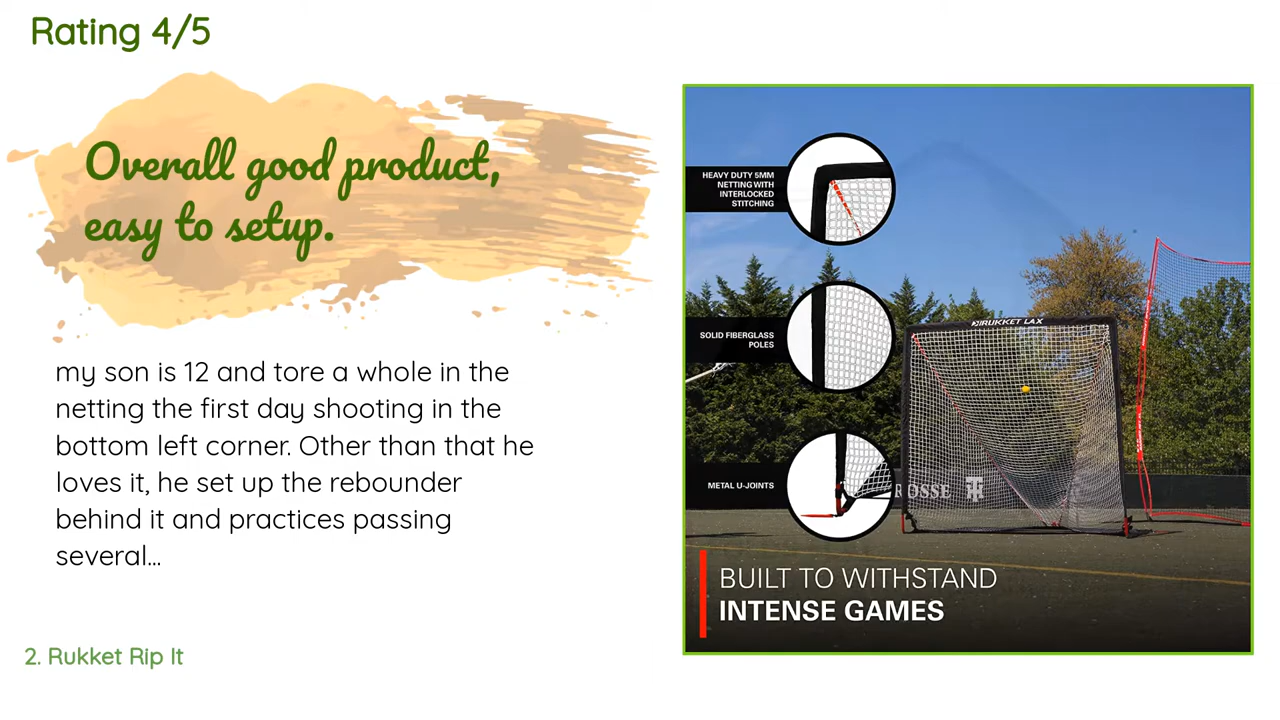 Rating 4/5
Overall good product,
easy to setup.
my son is 12 and tore a whole in the
netting the first day shooting in the
bottom left corner. Other than that he
loves it, he set up the rebounder
behind it and practices passing
several...
2. Rukket Rip It
HEAVY DUTY 5MM
NETTING WITH
INTERLOCKED
STITCHING
SOLID FIBERGLASS
POLES
METAL U-JOINTS
RUKKET LAX
ROSSE
BUILT TO WITHSTAND
INTENSE GAMES